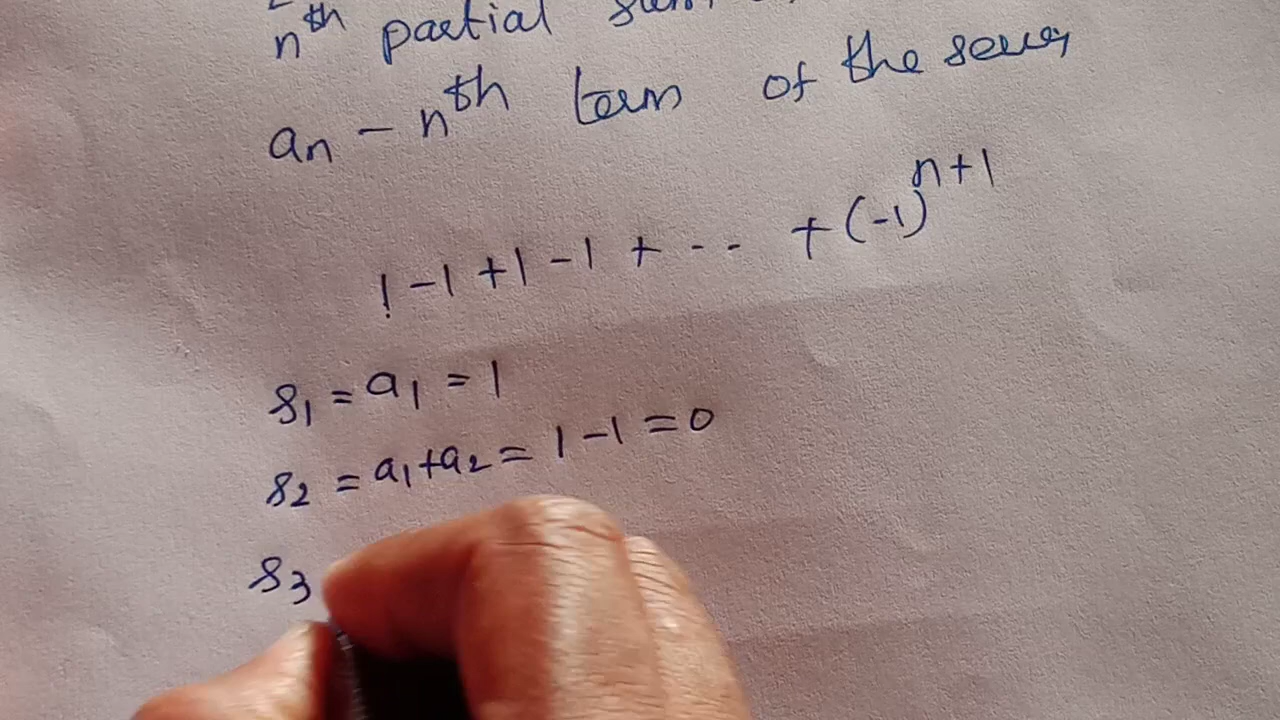 nth partial sum
an - nth term of the series
1 - 1 + 1 - 1 + - - + (-1)^n+1
s1 = a1 = 1
s2 = a1 + a2 = 1 - 1 = 0
s3